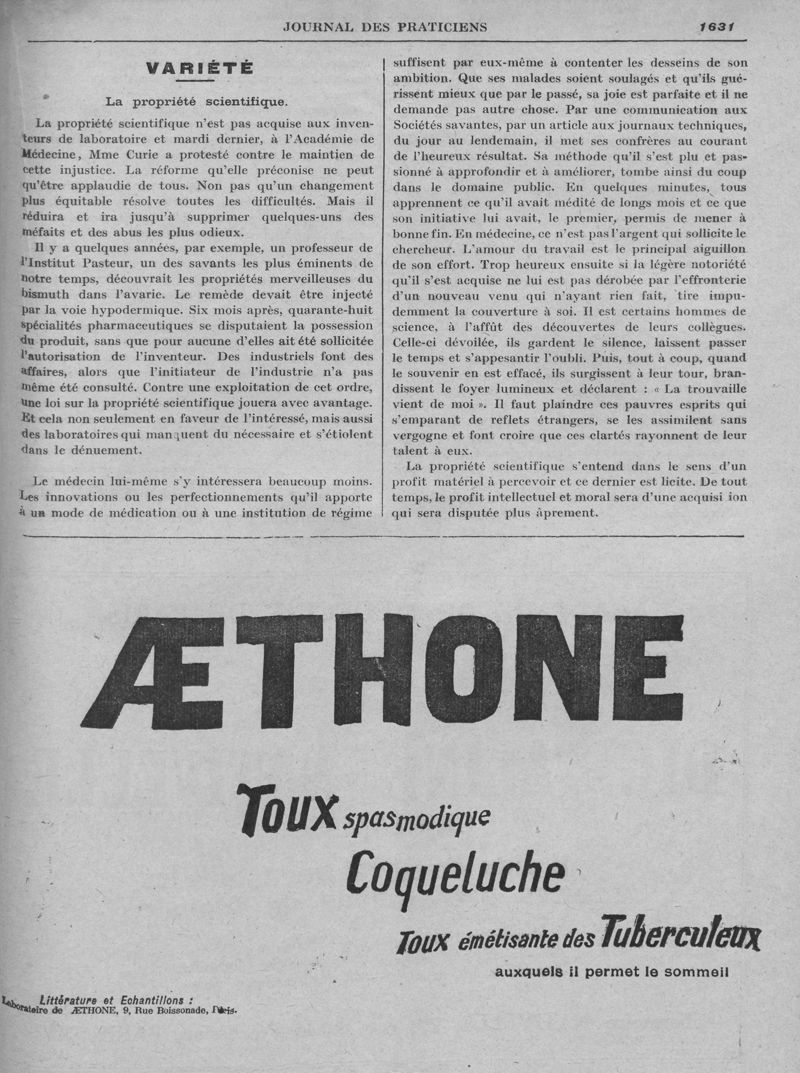 JOURNAL DES PRATICIENS 1631
VARIÉTÉ
La propriété scientifique.
La propriété scientifique n'est pas acquise aux inven-
teurs de laboratoire et mardi dernier, à l'Académie de
Médecine, Mme Curie a protesté contre le maintien de
cette injustice. La réforme qu'elle préconise ne peut
qu'être applaudie de tous. Non pas qu'un changement
plus équitable résolve toutes les difficultés. Mais il
réduira et ira jusqu'à supprimer quelques-uns des
méfaits et des abus les plus odieux.
Il y a quelques années, par exemple, un professeur de
l'Institut Pasteur, un des savants les plus éminents de
notre temps, découvrait les propriétés merveilleuses du
bismuth dans l'avarie. Le remède devait être injecté
par la voie hypodermique. Six mois après, quarante-huit
spécialités pharmaceutiques se disputaient la possession
du produit, sans que pour aucune d'elles ait été sollicitée
l'autorisation de l'inventeur. Des industriels font des
affaires, alors que l'initiateur de l'industrie n'a pas
même été consulté. Contre une exploitation de cet ordre,
une loi sur la propriété scientifique jouera avec avantage.
Et cela non seulement en faveur de l'intéressé, mais aussi
des laboratoires qui manquent du nécessaire et s'étiolent
dans le dénuement.
Le médecin lui-même s'y intéressera beaucoup moins.
Les innovations ou les perfectionnements qu'il apporte
à un mode de médication ou à une institution de régime
suffisent par eux-même à contenter les desseins de son
ambition. Que ses malades soient soulagés et qu'ils gué-
rissent mieux que par le passé, sa joie est parfaite et il ne
demande pas autre chose. Par une communication aux
Sociétés savantes, par un article aux journaux techniques,
du jour au lendemain, il met ses confrères au courant
de l'heureux résultat. Sa méthode qu'il s'est plu et pas-
sionné à approfondir et à améliorer, tombe ainsi du coup
dans le domaine public. En quelques minutes, tous
apprennent ce qu'il avait médité de longs mois et ce que
son initiative lui avait, le premier, permis de mener à
bonne fin. En médecine, ce n'est pas l'argent qui sollicite le
chercheur. L'amour du travail est le principal aiguillon
de son effort. Trop heureux ensuite si la légère notoriété
qu'il s'est acquise ne lui est pas dérobée par l'effronterie
d'un nouveau venu qui n'ayant rien fait, tire impu-
demment la couverture à soi. Il est certains hommes de
science, à l'affût des découvertes de leurs collègues.
Celle-ci dévoilée, ils gardent le silence, laissent passer
le temps et s'appesantir l'oubli. Puis, tout à coup, quand
le souvenir en est effacé, ils surgissent à leur tour, bran-
dissent le foyer lumineux et déclarent : « La trouvaille
vient de moi ». Il faut plaindre ces pauvres esprits qui
s'emparant de reflets étrangers, se les assimilent sans
vergogne et font croire que ces clartés rayonnent de leur
talent à eux.
La propriété scientifique s'entend dans le sens d'un
profit matériel à percevoir et ce dernier est licite. De tout
temps, le profit intellectuel et moral sera d'une acquisi ion
qui sera disputée plus âprement.
ÆTHONE
Toux spasmodique
Coqueluche
Toux émétisante des Tuberculeux
auxquels il permet le sommeil
Littérature et Echantillons :
Laboratoire de ÆTHONE, 9, Rue Boissonade, Paris.